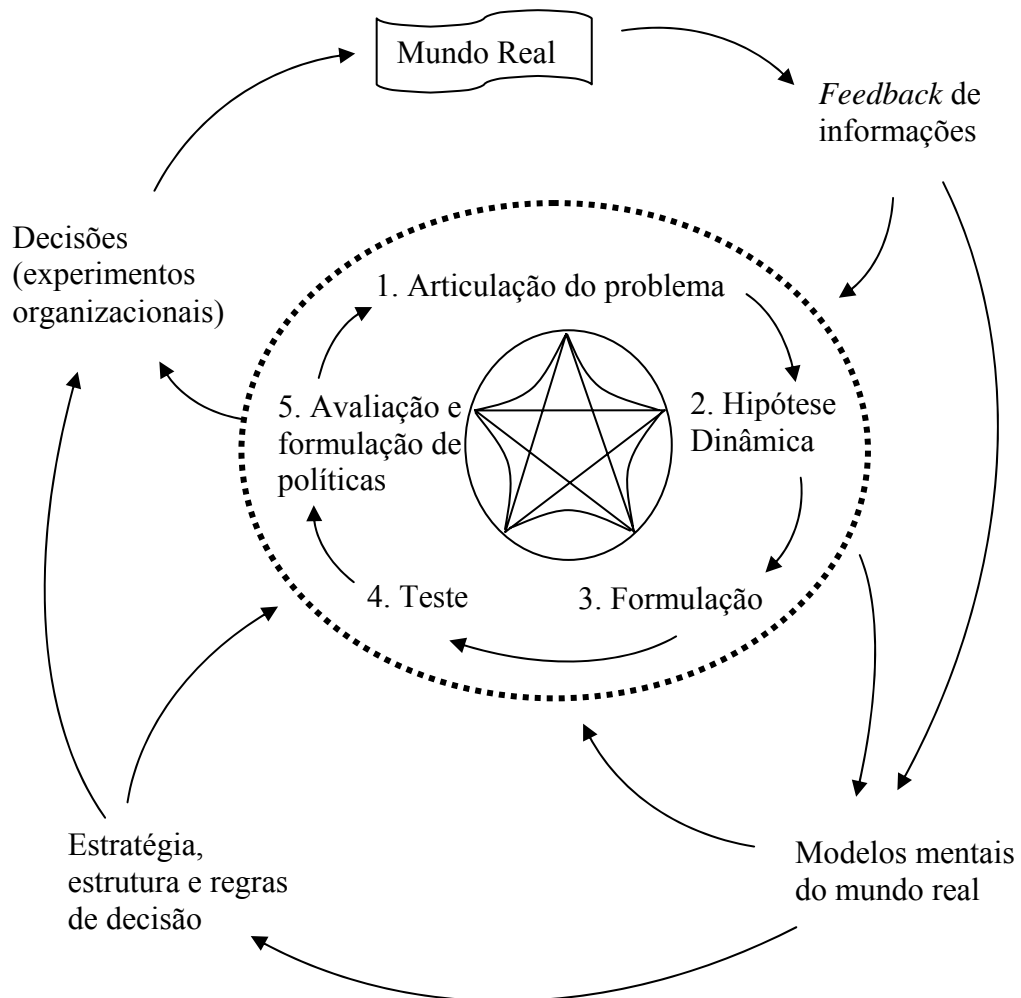 Mundo Real
Feedback de
informações
Decisões
(experimentos
organizacionais)
1. Articulação do problema
2. Hipótese
Dinâmica
3. Formulação
4. Teste
5. Avaliação e
formulação de
políticas
Modelos mentais
do mundo real
Estratégia,
estrutura e regras
de decisão